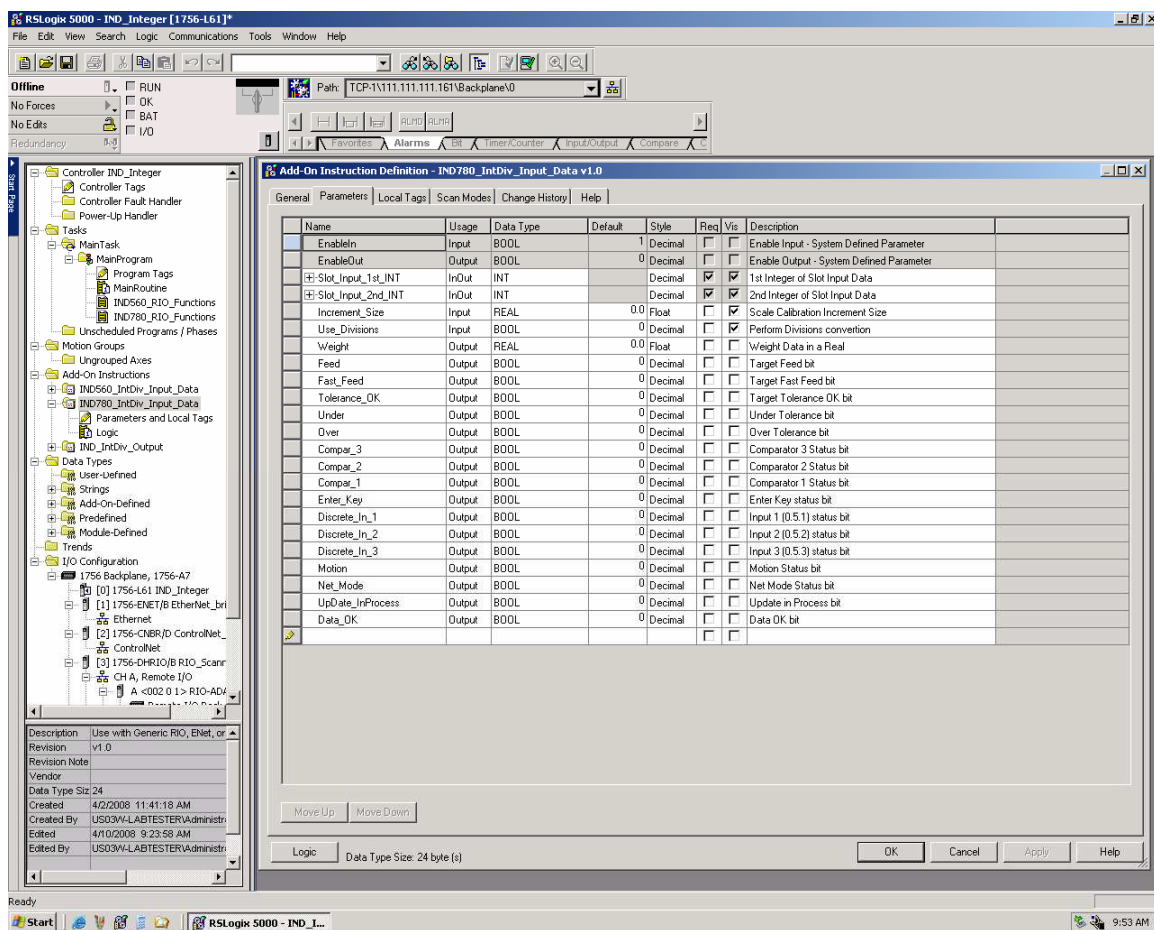 RSLogix 5000 - IND_Integer [1756-L61]*
File Edit View Search Logic Communications Tools Window Help
Offline
RUN
No Forces
OK
BAT
No Edits
I/O
Redundancy
Path: TCP-1\111.111.111.161\Backplane\0
ALMD ALMA
Favorites Alarms Bit Timer/Counter Input/Output Compare C
Start Page
Controller IND_Integer
Controller Tags
Controller Fault Handler
Power-Up Handler
Tasks
MainTask
MainProgram
Program Tags
MainRoutine
IND560_RIO_Functions
IND780_RIO_Functions
Unscheduled Programs / Phases
Motion Groups
Ungrouped Axes
Add-On Instructions
IND560_IntDiv_Input_Data
IND780_IntDiv_Input_Data
Parameters and Local Tags
Logic
IND_IntDiv_Output
Data Types
User-Defined
Strings
Add-On-Defined
Predefined
Module-Defined
Trends
I/O Configuration
1756 Backplane, 1756-A7
[0] 1756-L61 IND_Integer
[1] 1756-ENET/B EtherNet_bri
Ethernet
[2] 1756-CNBR/D ControlNet_
ControlNet
[3] 1756-DHRIO/B RIO_Scanr
CH A, Remote I/O
A <002 0 1> RIO-ADA
Description Use with Generic RIO, ENet, or
Revision v1.0
Revision Note
Vendor
Data Type Siz 24
Created 4/2/2008 11:41:18 AM
Created By US03W-LABTESTER\Administr
Edited 4/10/2008 9:23:58 AM
Edited By US03W-LABTESTER\Administr
Add-On Instruction Definition - IND780_IntDiv_Input_Data v1.0
General Parameters Local Tags Scan Modes Change History Help
Name Usage Data Type Default Style Req Vis Description
EnableIn Input BOOL 1 Decimal Enable Input - System Defined Parameter
EnableOut Output BOOL 0 Decimal Enable Output - System Defined Parameter
Slot_Input_1st_INT InOut INT Decimal 1st Integer of Slot Input Data
Slot_Input_2nd_INT InOut INT Decimal 2nd Integer of Slot Input Data
Increment_Size Input REAL 0.0 Float Scale Calibration Increment Size
Use_Divisions Input BOOL 0 Decimal Perform Divisions convertion
Weight Output REAL 0.0 Float Weight Data in a Real
Feed Output BOOL 0 Decimal Target Feed bit
Fast_Feed Output BOOL 0 Decimal Target Fast Feed bit
Tolerance_OK Output BOOL 0 Decimal Target Tolerance OK bit
Under Output BOOL 0 Decimal Under Tolerance bit
Over Output BOOL 0 Decimal Over Tolerance bit
Compar_3 Output BOOL 0 Decimal Comparator 3 Status bit
Compar_2 Output BOOL 0 Decimal Comparator 2 Status bit
Compar_1 Output BOOL 0 Decimal Comparator 1 Status bit
Enter_Key Output BOOL 0 Decimal Enter Key status bit
Discrete_In_1 Output BOOL 0 Decimal Input 1 (0.5.1) status bit
Discrete_In_2 Output BOOL 0 Decimal Input 2 (0.5.2) status bit
Discrete_In_3 Output BOOL 0 Decimal Input 3 (0.5.3) status bit
Motion Output BOOL 0 Decimal Motion Status bit
Net_Mode Output BOOL 0 Decimal Net Mode Status bit
UpDate_InProcess Output BOOL 0 Decimal Update in Process bit
Data_OK Output BOOL 0 Decimal Data OK bit
Move Up Move Down
Logic Data Type Size: 24 byte (s) OK Cancel Apply Help
Ready
Start RSLogix 5000 - IND_I... 9:53 AM